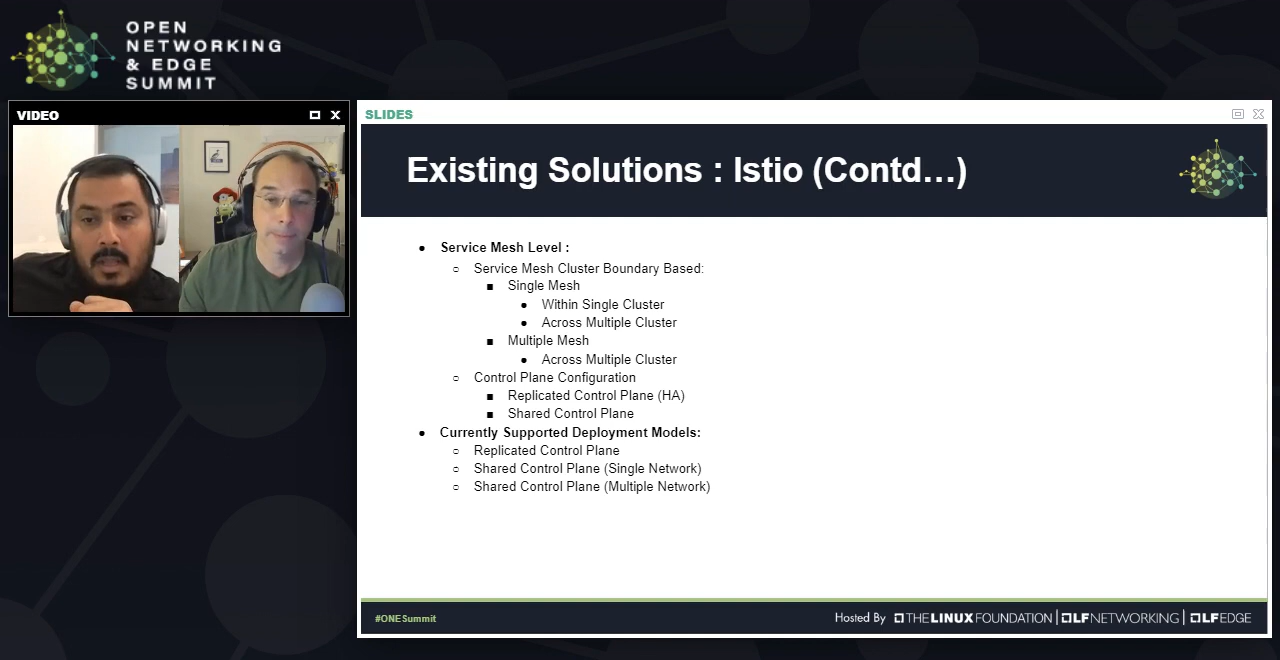 OPEN
NETWORKING
& EDGE
SUMMIT
VIDEO
SLIDES
Existing Solutions : Istio (Contd...)
● Service Mesh Level :
○ Service Mesh Cluster Boundary Based:
■ Single Mesh
● Within Single Cluster
● Across Multiple Cluster
■ Multiple Mesh
● Across Multiple Cluster
○ Control Plane Configuration
■ Replicated Control Plane (HA)
■ Shared Control Plane
● Currently Supported Deployment Models:
○ Replicated Control Plane
○ Shared Control Plane (Single Network)
○ Shared Control Plane (Multiple Network)
#ONESummit
Hosted By THE LINUX FOUNDATION | LF NETWORKING | LF EDGE